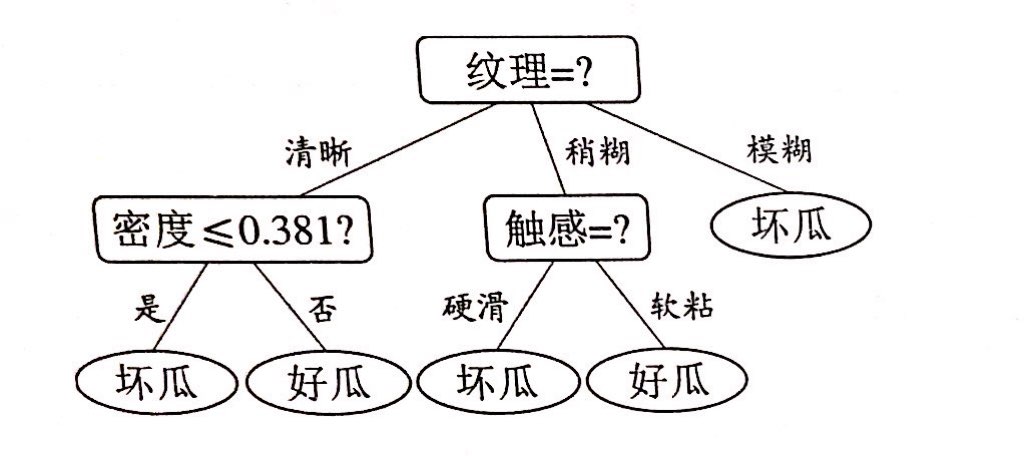 纹理=?
清晰 稍糊 模糊
密度≤0.381? 触感=? 坏瓜
是 否 硬滑 软粘
坏瓜 好瓜 坏瓜 好瓜